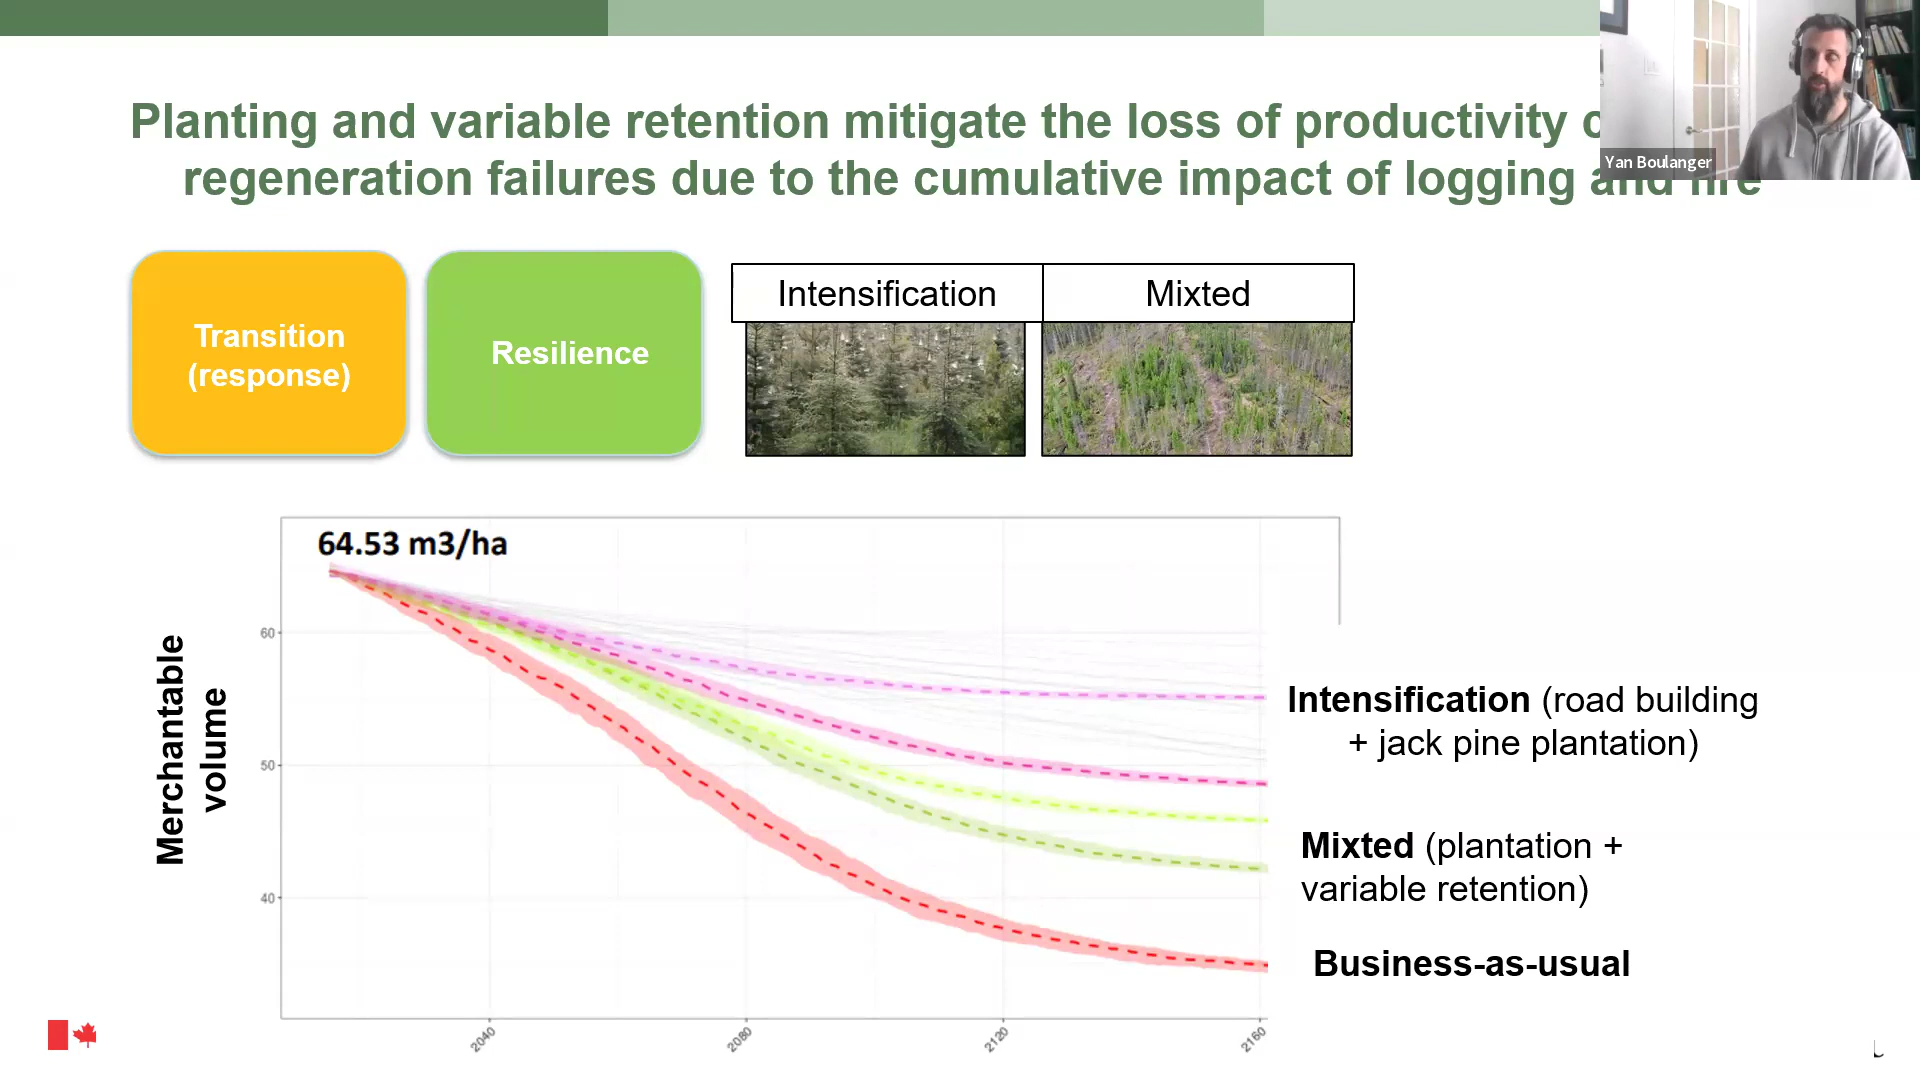 Planting and variable retention mitigate the loss of productivity
regeneration failures due to the cumulative impact of logging and fire
Yan Boulanger
Transition
(response)
Resilience
Intensification
Mixted
64.53 m3/ha
Merchantable
volume
60
50
40
2040
2080
2120
2160
Intensification (road building
+ jack pine plantation)
Mixted (plantation +
variable retention)
Business-as-usual